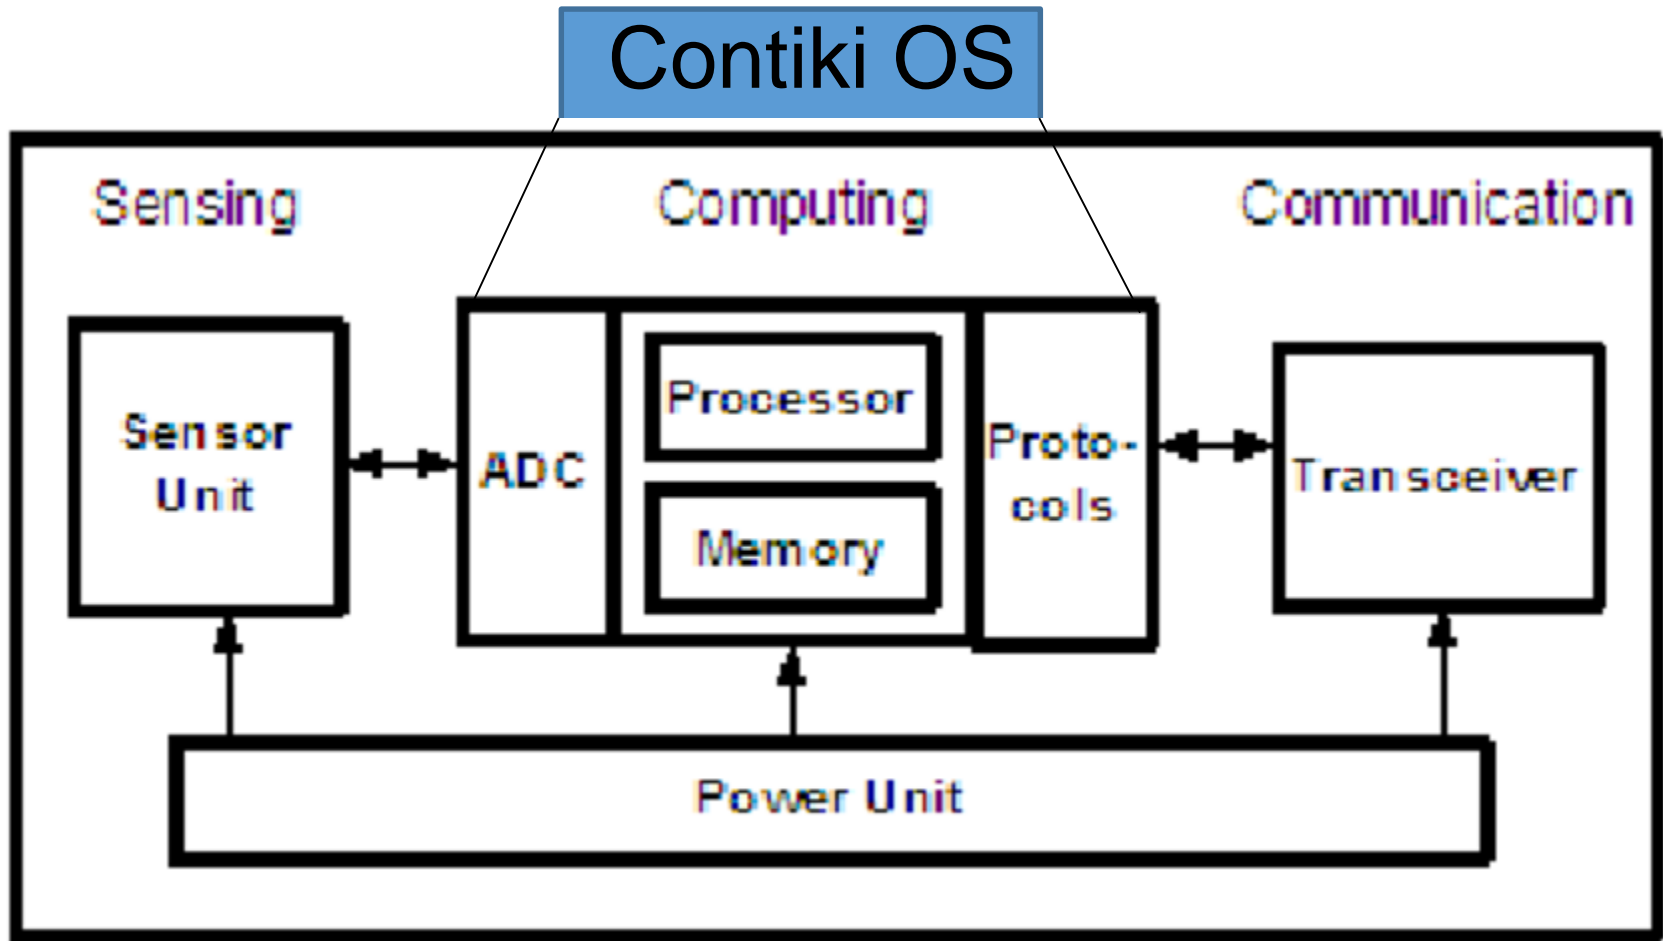 Contiki OS
Sensing
Computing
Communication
Sensor
Unit
ADC
Processor
Memory
Proto-
cols
Transceiver
Power Unit